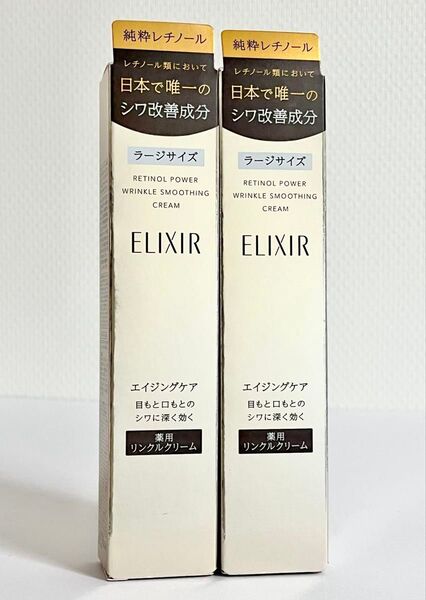 純粋レチノール
レチノール類において
日本で唯一の
シワ改善成分
ラージサイズ
RETINOL POWER
WRINKLE SMOOTHING
CREAM
ELIXIR
エイジングケア
目もと口もとの
シワに深く効く
薬用
リンクルクリーム
純粋レチノール
レチノール類において
日本で唯一の
シワ改善成分
ラージサイズ
RETINOL POWER
WRINKLE SMOOTHING
CREAM
ELIXIR
エイジングケア
目もと口もとの
シワに深く効く
薬用
リンクルクリーム